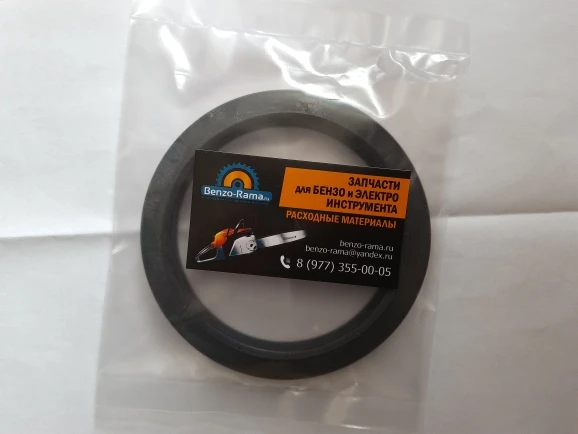 Benzo-Rama.ru
ЗАПЧАСТИ
для БЕНЗО и ЭЛЕКТРО
ИНСТРУМЕНТА
РАСХОДНЫЕ МАТЕРИАЛЫ
benzo-rama.ru
benzo-rama@yandex.ru
8 (977) 355-00-05